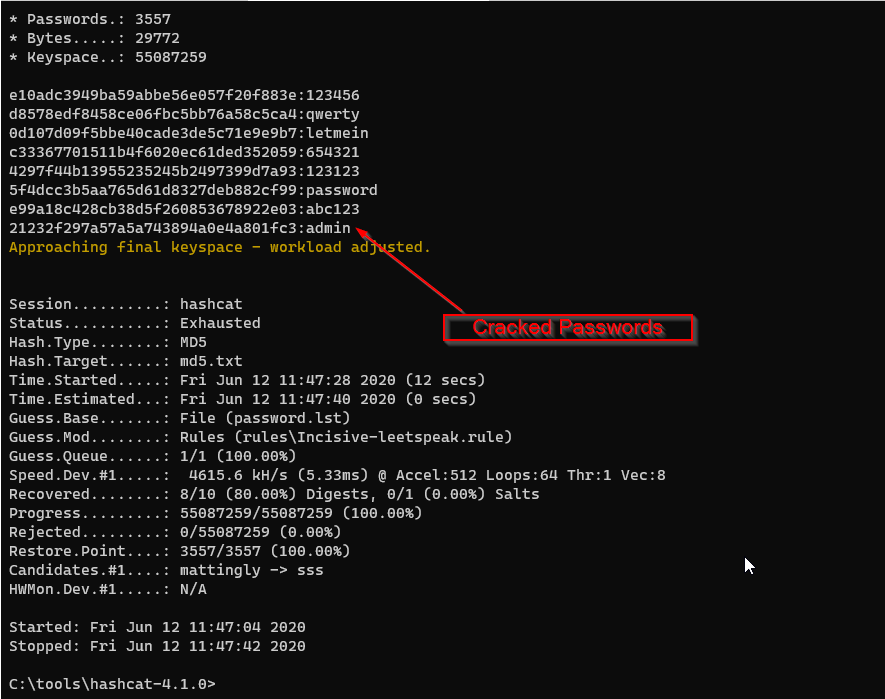 * Passwords.: 3557
* Bytes.....: 29772
* Keyspace..: 55087259
e10adc3949ba59abbe56e057f20f883e:123456
d8578edf8458ce06fbc5bb76a58c5ca4:qwerty
0d107d09f5bbe40cade3de5c71e9e9b7:letmein
c33367701511b4f6020ec61ded352059:654321
4297f44b13955235245b2497399d7a93:123123
5f4dcc3b5aa765d61d8327deb882cf99:password
e99a18c428cb38d5f260853678922e03:abc123
21232f297a57a5a743894a0e4a801fc3:admin
Approaching final keyspace - workload adjusted.
Session..........: hashcat
Status...........: Exhausted
Hash.Type........: MD5
Hash.Target......: md5.txt
Time.Started.....: Fri Jun 12 11:47:28 2020 (12 secs)
Time.Estimated...: Fri Jun 12 11:47:40 2020 (0 secs)
Guess.Base.......: File (password.lst)
Guess.Mod........: Rules (rules\Incisive-leetspeak.rule)
Guess.Queue......: 1/1 (100.00%)
Speed.Dev.#1.....:  4615.6 kH/s (5.33ms) @ Accel:512 Loops:64 Thr:1 Vec:8
Recovered........: 8/10 (80.00%) Digests, 0/1 (0.00%) Salts
Progress.........: 55087259/55087259 (100.00%)
Rejected.........: 0/55087259 (0.00%)
Restore.Point....: 3557/3557 (100.00%)
Candidates.#1....: mattingly -> sss
HWMon.Dev.#1.....: N/A
Started: Fri Jun 12 11:47:04 2020
Stopped: Fri Jun 12 11:47:42 2020
C:\tools\hashcat-4.1.0>
Cracked Passwords